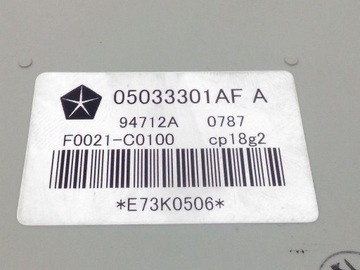 05033301AF A
94712A 0787
F0021-C0100 cp18g2
*E73K0506*